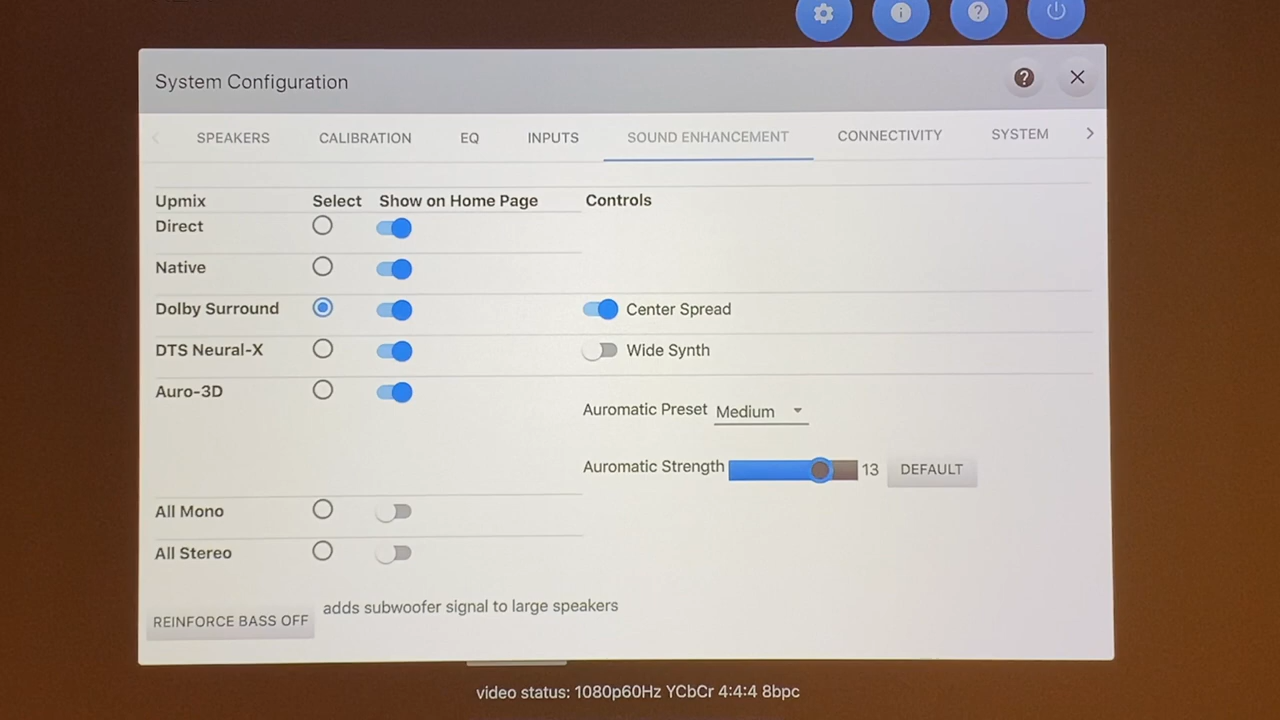 System Configuration
SPEAKERS CALIBRATION EQ INPUTS SOUND ENHANCEMENT CONNECTIVITY SYSTEM
Upmix Select Show on Home Page Controls
Direct
Native
Dolby Surround Center Spread
DTS Neural-X Wide Synth
Auro-3D
Auromatic Preset Medium
Auromatic Strength 13 DEFAULT
All Mono
All Stereo
REINFORCE BASS OFF adds subwoofer signal to large speakers
video status: 1080p60Hz YCbCr 4:4:4 8bpc